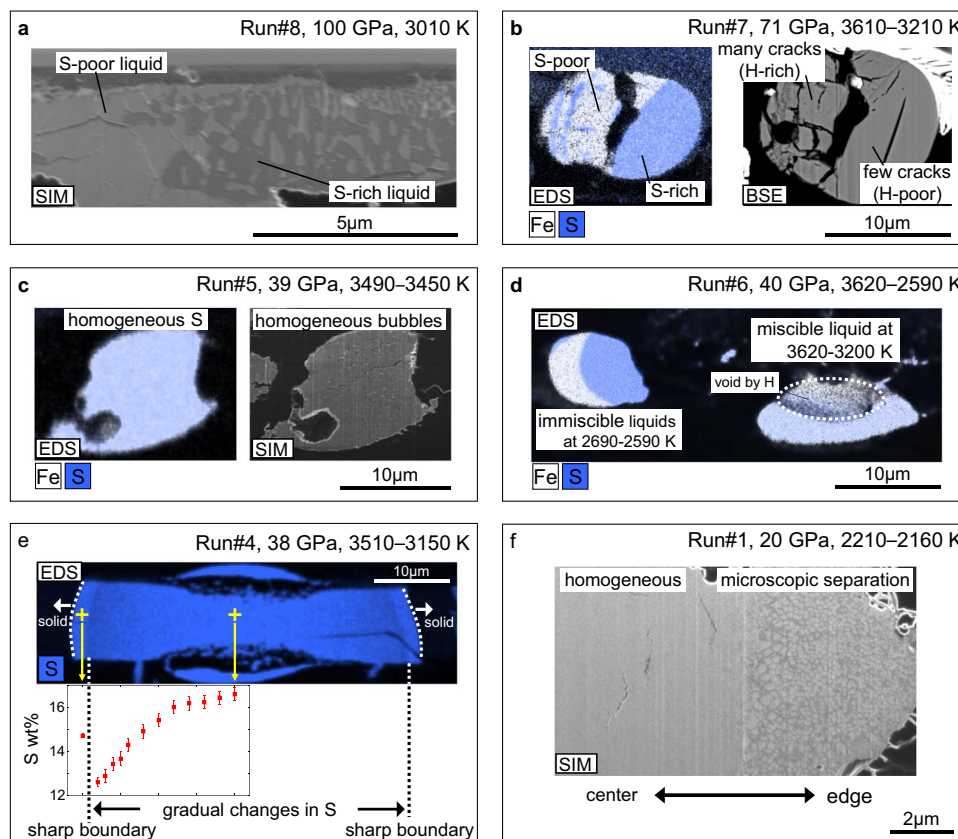 a
Run#8, 100 GPa, 3010 K
S-poor liquid
S-rich liquid
SIM
5µm
b
Run#7, 71 GPa, 3610–3210 K
S-poor
many cracks
(H-rich)
S-rich
few cracks
(H-poor)
EDS
BSE
Fe
S
10µm
c
Run#5, 39 GPa, 3490–3450 K
homogeneous S
homogeneous bubbles
EDS
SIM
Fe
S
10µm
d
Run#6, 40 GPa, 3620–2590 K
EDS
miscible liquid at
3620-3200 K
void by H
immiscible liquids
at 2690-2590 K
Fe
S
10µm
e
Run#4, 38 GPa, 3510–3150 K
EDS
10µm
solid
solid
S
S wt%
16
14
12
gradual changes in S
sharp boundary
sharp boundary
f
Run#1, 20 GPa, 2210–2160 K
homogeneous
microscopic separation
SIM
center
edge
2µm